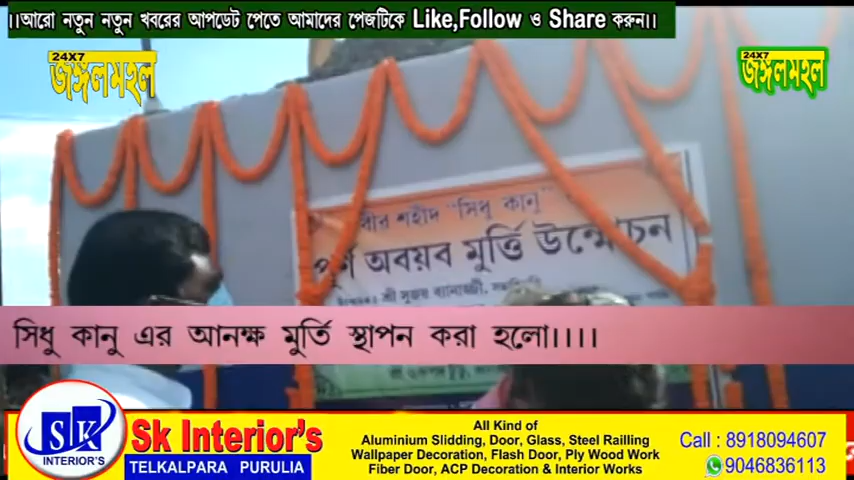 ।।আরো নতুন নতুন খবরের আপডেট পেতে আমাদের পেজটিকে Like,Follow ও Share করুন।।
24X7
জঙ্গলমহল
24X7
জঙ্গলমহল
বীর শহীদ "সিধু কানু"
পূর্ণ অবয়ব মূর্ত্তি উন্মোচন
শ্রী সুজয় ব্যানার্জী,
সিধু কানু এর আনক্ষ মুর্তি স্থাপন করা হলো।।।।
SK
INTERIOR'S
Sk Interior's
TELKALPARA PURULIA
All Kind of
Aluminium Slidding, Door, Glass, Steel Railling
Wallpaper Decoration, Flash Door, Ply Wood Work
Fiber Door, ACP Decoration & Interior Works
Call : 8918094607
9046836113